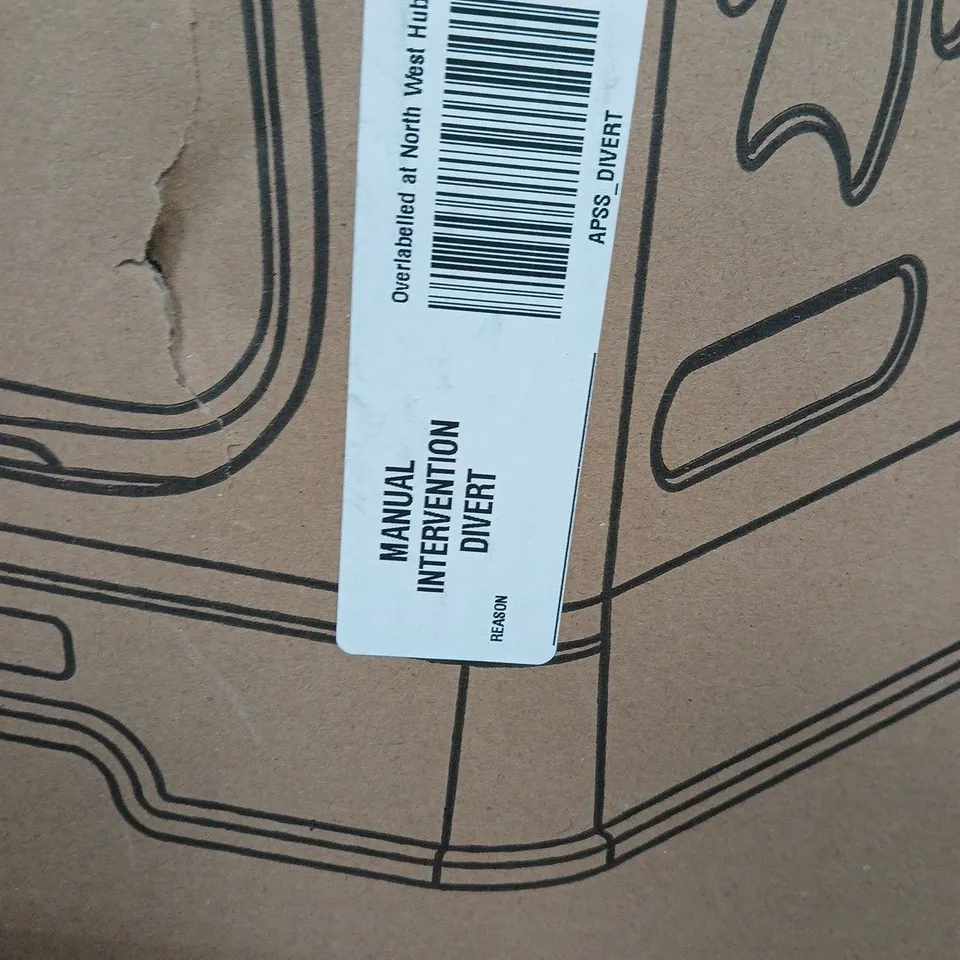 Overlabelled at North West Hub
APSS_DIVERT
MANUAL
INTERVENTION
DIVERT
REASON